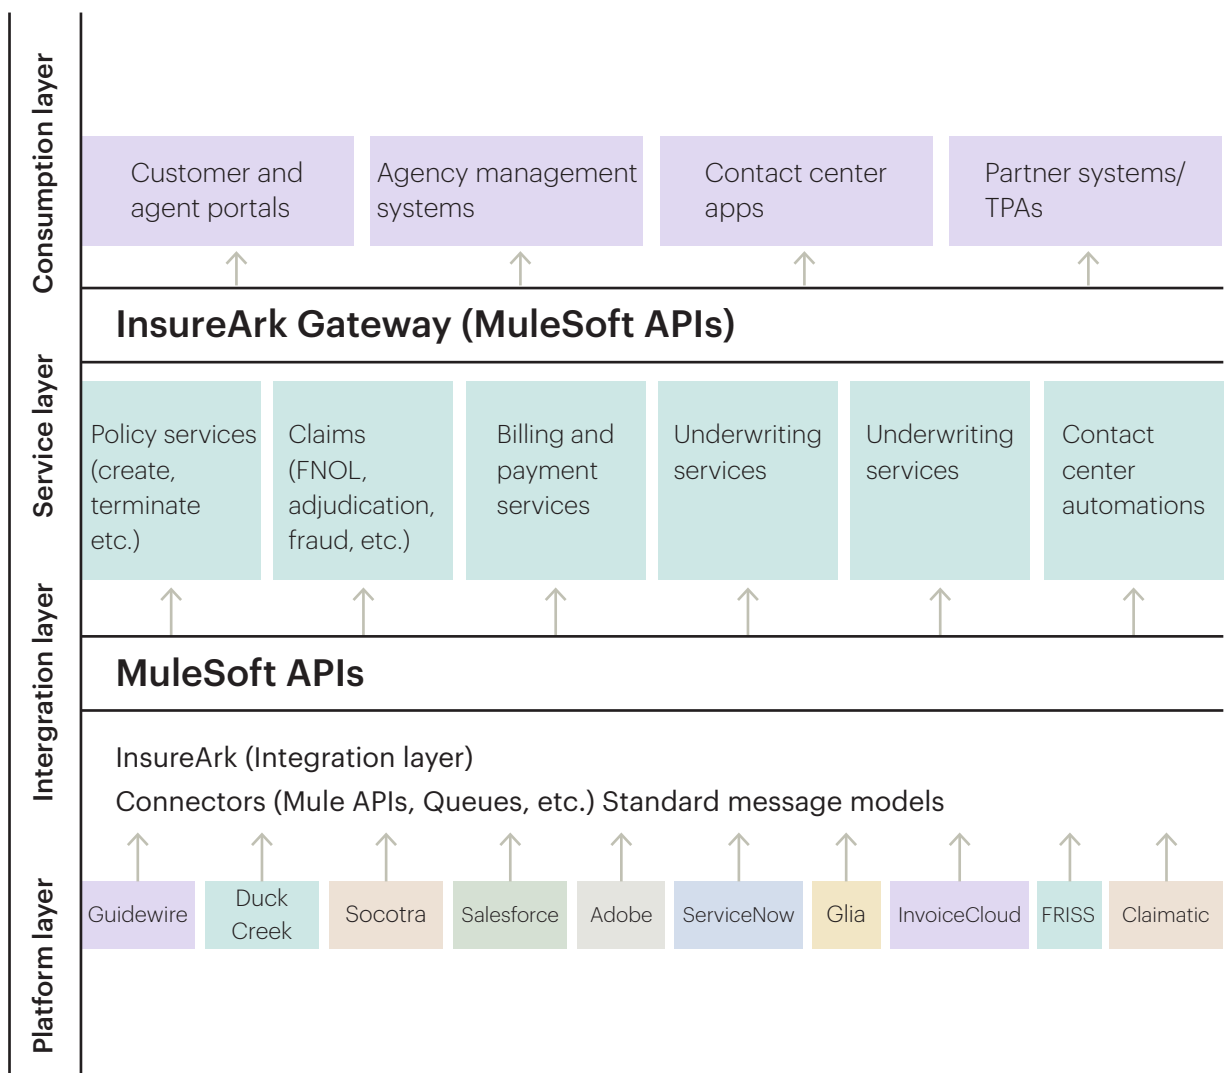 Consumption layer
Customer and
agent portals
Agency management
systems
Contact center
apps
Partner systems/
TPAs
InsureArk Gateway (MuleSoft APIs)
Service layer
Policy services
(create,
terminate
etc.)
Claims
(FNOL,
adjudication,
fraud, etc.)
Billing and
payment
services
Underwriting
services
Underwriting
services
Contact
center
automations
Intergration layer
MuleSoft APIs
InsureArk (Integration layer)
Connectors (Mule APIs, Queues, etc.) Standard message models
Platform layer
Guidewire
Duck
Creek
Socotra
Salesforce
Adobe
ServiceNow
Glia
InvoiceCloud
FRISS
Claimatic